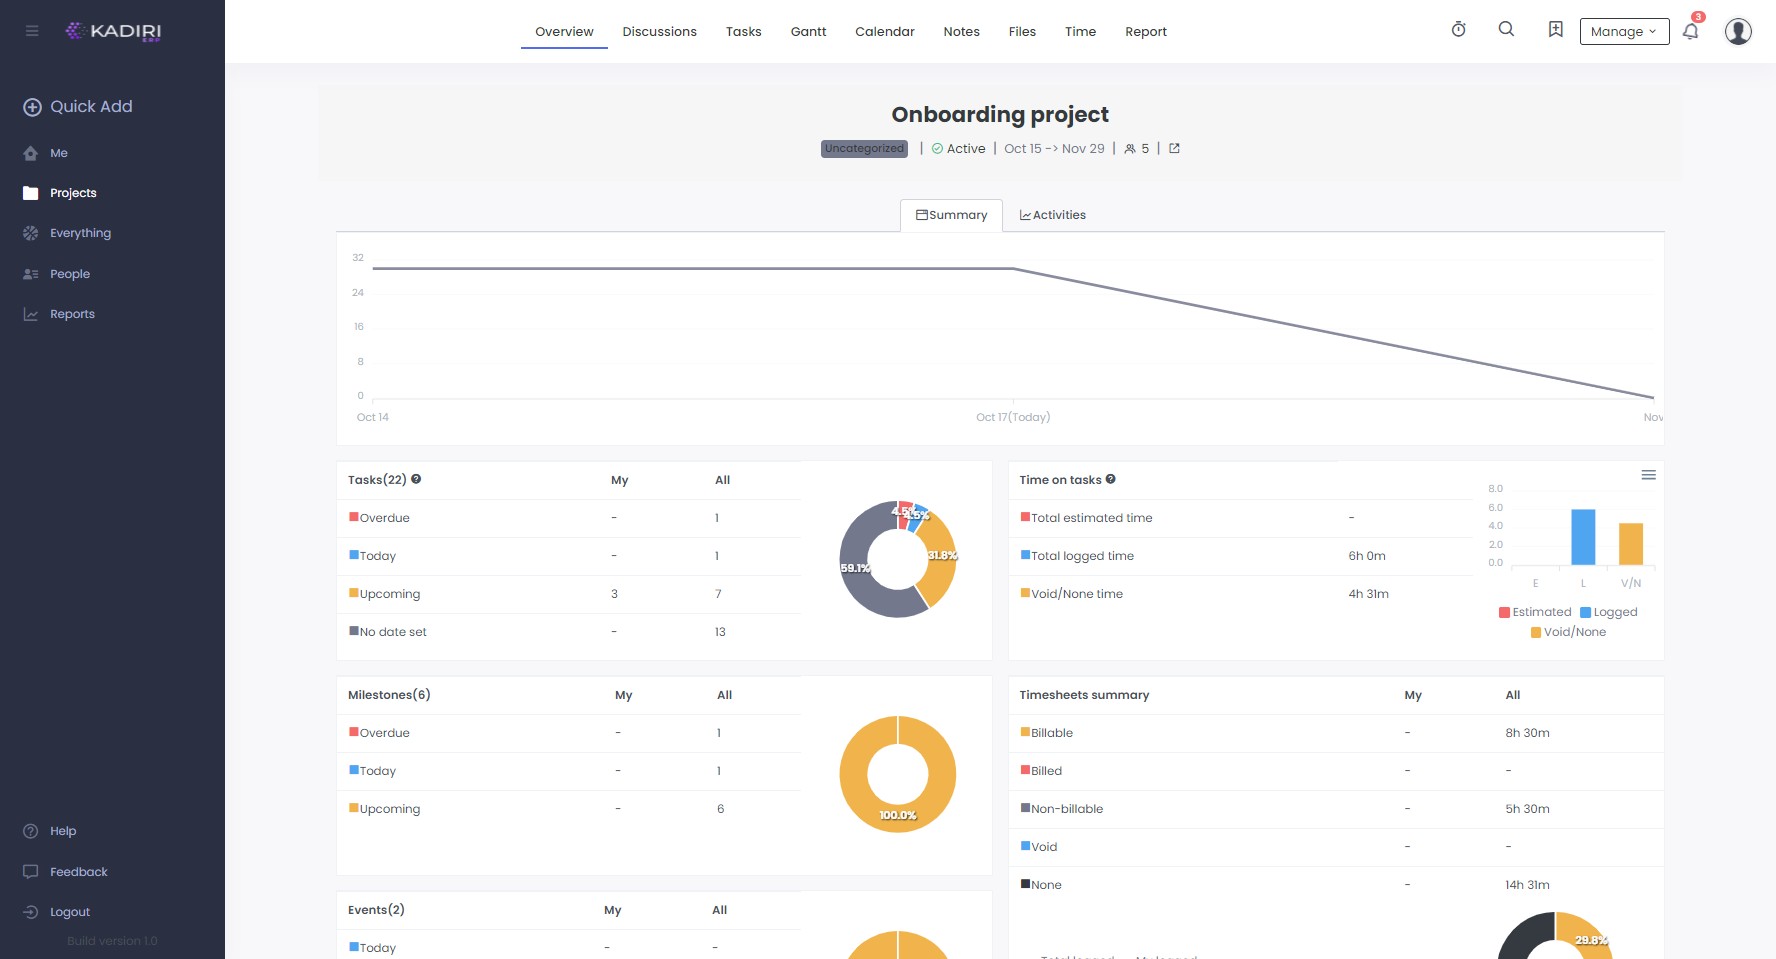 KADIRI
ERP
Overview Discussions Tasks Gantt Calendar Notes Files Time Report
Manage
3
Quick Add
Me
Projects
Everything
People
Reports
Help
Feedback
Logout
Build version 1.0
Onboarding project
Uncategorized | Active | Oct 15 -> Nov 29 | 5 |
Summary Activities
32
24
16
8
0
Oct 14 Oct 17(Today) Nov
Tasks(22) My All
Overdue - 1
Today - 1
Upcoming 3 7
No date set - 13
4.5%
4.5%
31.8%
59.1%
Time on tasks
Total estimated time -
Total logged time 6h 0m
Void/None time 4h 31m
8.0
6.0
4.0
2.0
0.0
E L V/N
Estimated Logged
Void/None
Milestones(6) My All
Overdue - 1
Today - 1
Upcoming - 6
100.0%
Timesheets summary My All
Billable - 8h 30m
Billed - -
Non-billable - 5h 30m
Void - -
None - 14h 31m
29.8%
Events(2) My All
Today - -